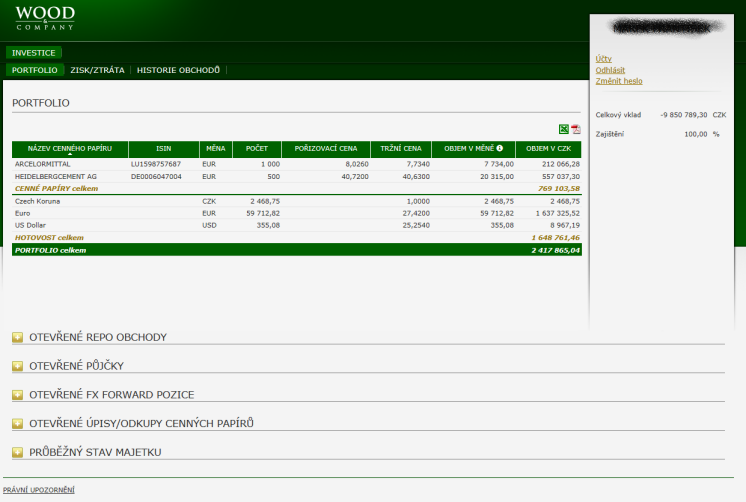 WOOD
&
COMPANY
INVESTICE
PORTFOLIO ZISK/ZTRÁTA HISTORIE OBCHODŮ
Účty
Odhlásit
Změnit heslo
Celkový vklad -9 850 789,30 CZK
Zajištění 100,00 %
PORTFOLIO
NÁZEV CENNÉHO PAPÍRU ISIN MĚNA POČET POŘIZOVACÍ CENA TRŽNÍ CENA OBJEM V MĚNĚ OBJEM V CZK
ARCELORMITTAL LU1598757687 EUR 1 000 8,0260 7,7340 7 734,00 212 066,28
HEIDELBERGCEMENT AG DE0006047004 EUR 500 40,7200 40,6300 20 315,00 557 037,30
CENNÉ PAPÍRY celkem 769 103,58
Czech Koruna CZK 2 468,75 1,0000 2 468,75 2 468,75
Euro EUR 59 712,82 27,4200 59 712,82 1 637 325,52
US Dollar USD 355,08 25,2540 355,08 8 967,19
HOTOVOST celkem 1 648 761,46
PORTFOLIO celkem 2 417 865,04
OTEVŘENÉ REPO OBCHODY
OTEVŘENÉ PŮJČKY
OTEVŘENÉ FX FORWARD POZICE
OTEVŘENÉ ÚPISY/ODKUPY CENNÝCH PAPÍRŮ
PRŮBĚŽNÝ STAV MAJETKU
PRÁVNÍ UPOZORNĚNÍ